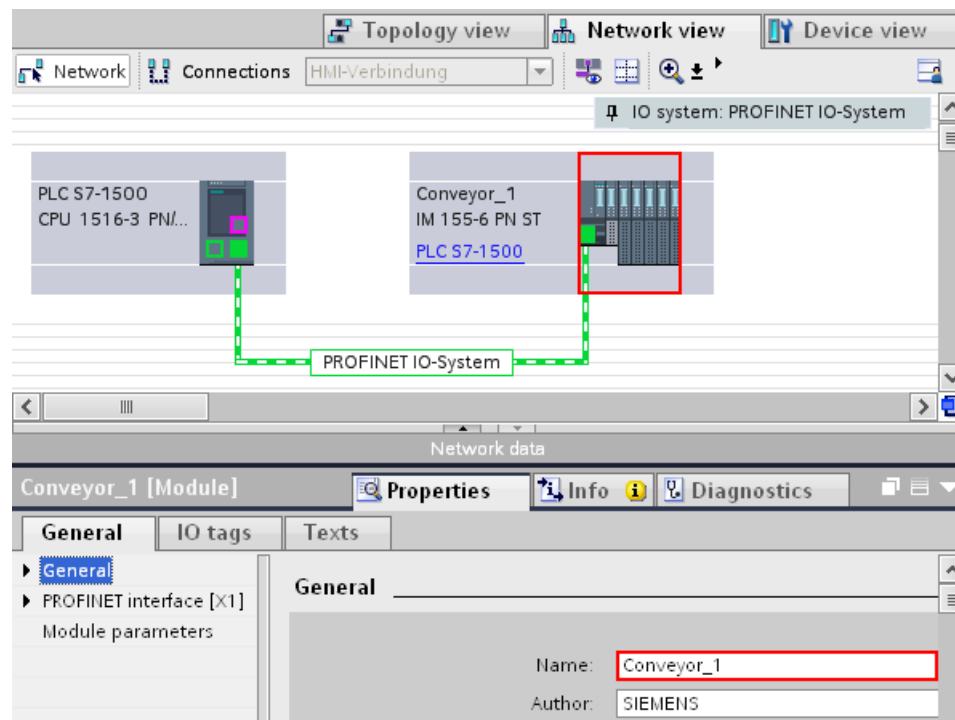 Topology view Network view Device view
Network Connections HMI-Verbindung
IO system: PROFINET IO-System
PLC S7-1500
CPU 1516-3 PN/...
Conveyor_1
IM 155-6 PN ST
PLC S7-1500
PROFINET IO-System
Network data
Conveyor_1 [Module] Properties Info Diagnostics
General IO tags Texts
General
PROFINET interface [X1]
Module parameters
General
Name: Conveyor_1
Author: SIEMENS